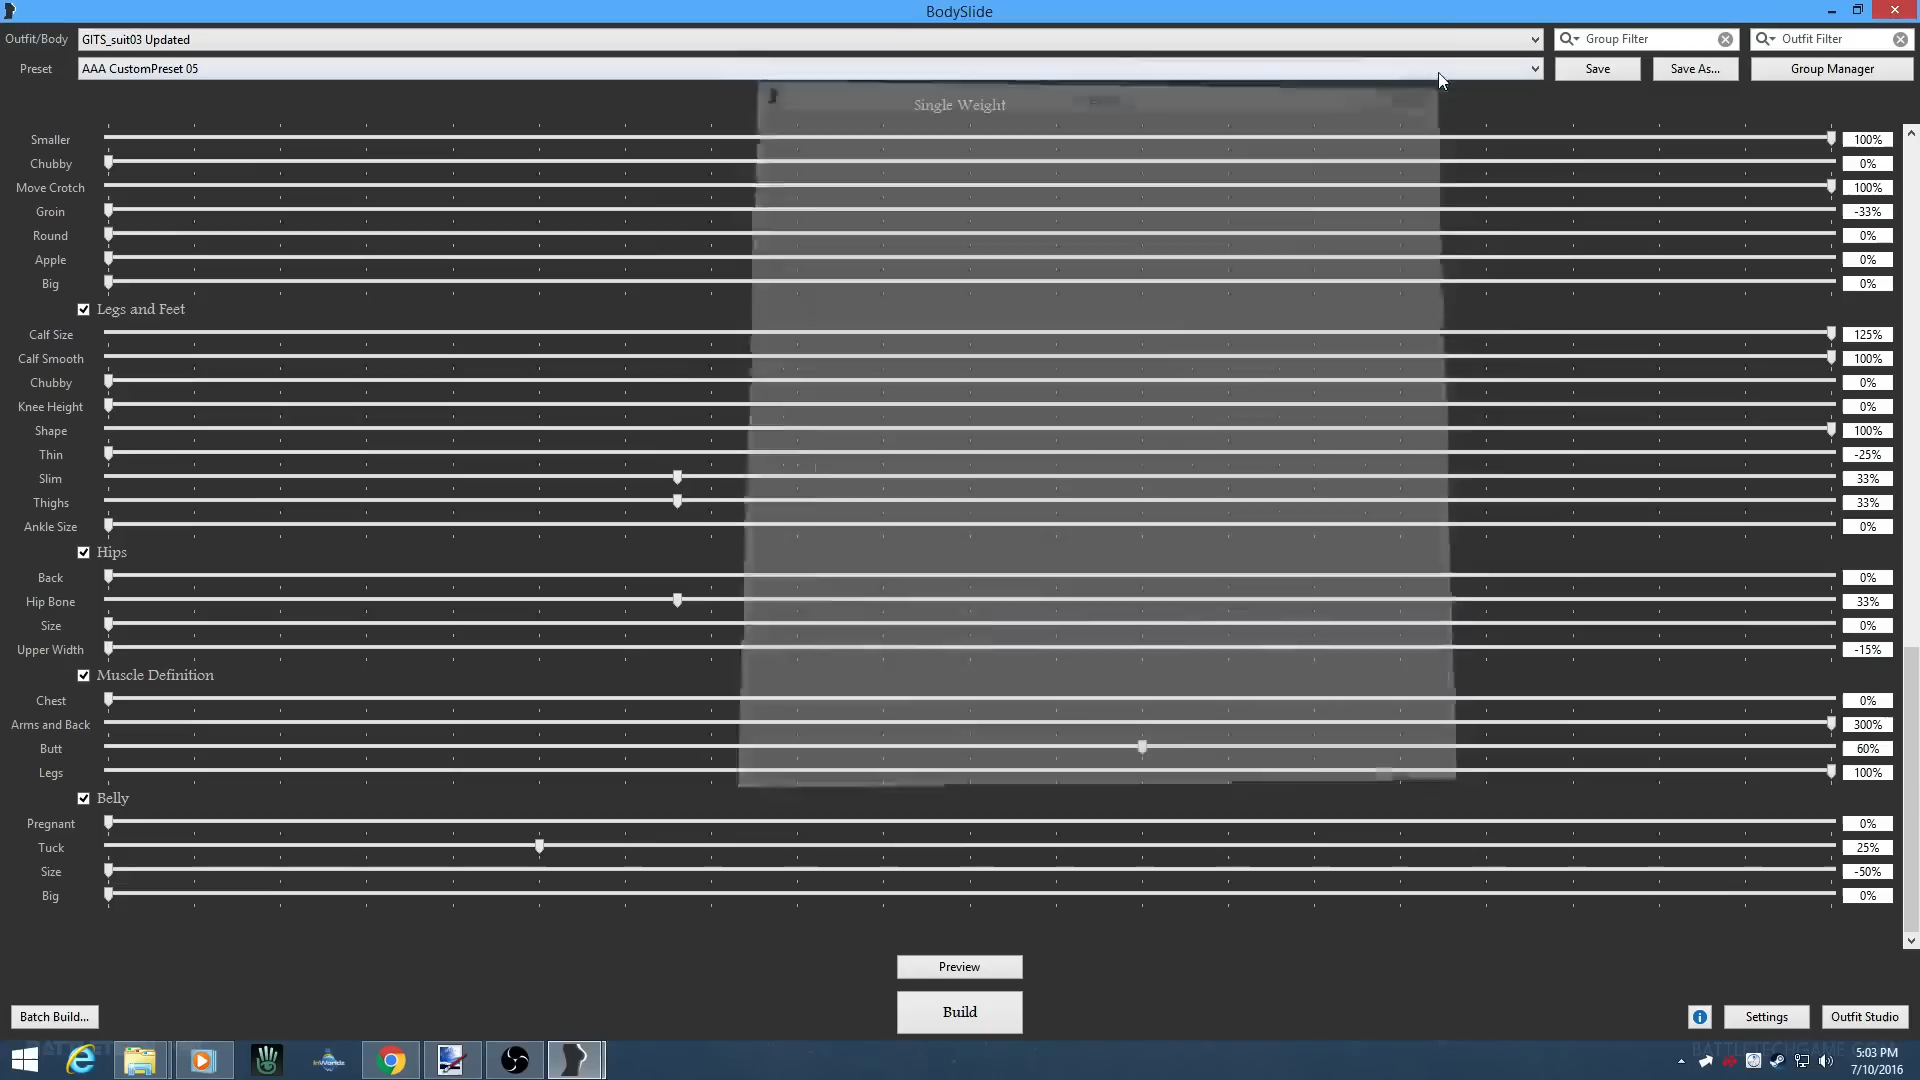 BodySlide
Outfit/Body GITS_suit03 Updated Group Filter Outfit Filter
Preset AAA CustomPreset 05 Save Save As... Group Manager
Single Weight
Smaller 100%
Chubby 0%
Move Crotch 100%
Groin -33%
Round 0%
Apple 0%
Big 0%
Legs and Feet
Calf Size 125%
Calf Smooth 100%
Chubby 0%
Knee Height 0%
Shape 100%
Thin -25%
Slim 33%
Thighs 33%
Ankle Size 0%
Hips
Back 0%
Hip Bone 33%
Size 0%
Upper Width -15%
Muscle Definition
Chest 0%
Arms and Back 300%
Butt 60%
Legs 100%
Belly
Pregnant 0%
Tuck 25%
Size -50%
Big 0%
Preview
Batch Build... Build Settings Outfit Studio
InWorldz
BATTLETECHGAME.COM
5:03 PM
7/10/2016